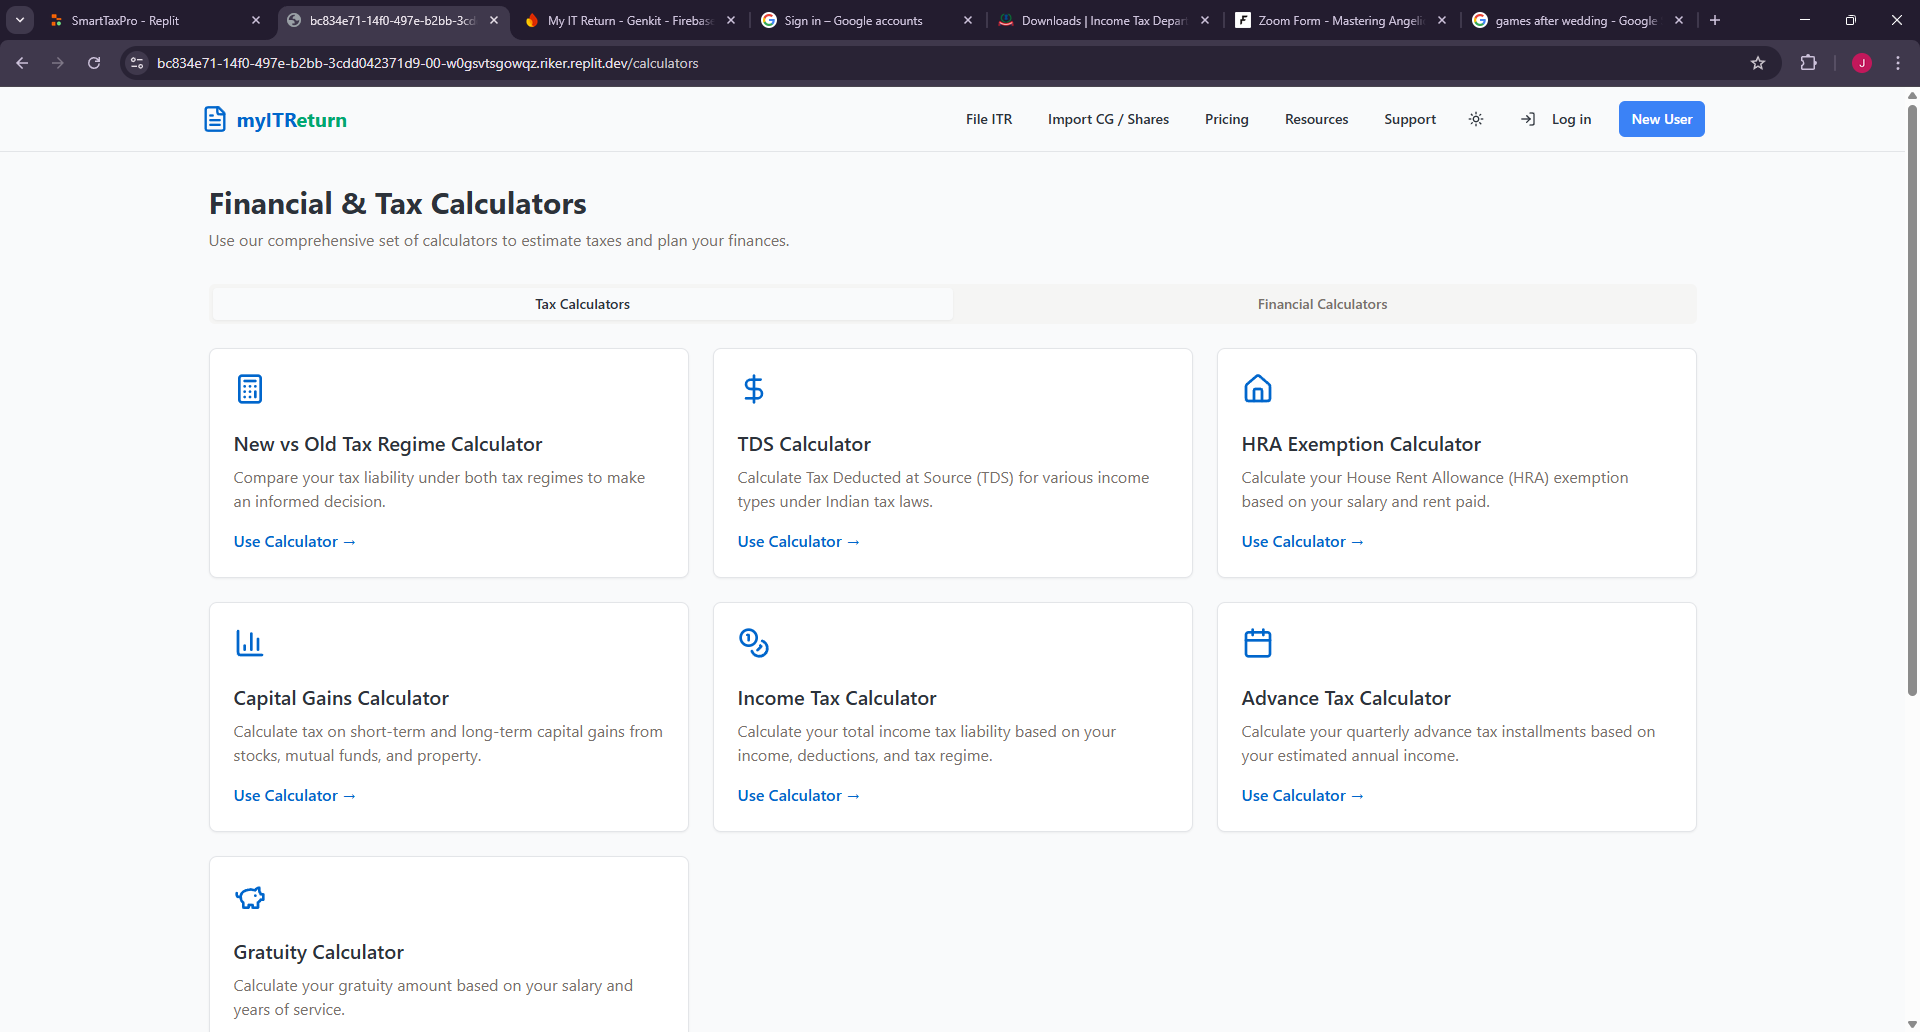 SmartTaxPro - Replit
bc834e71-14f0-497e-b2bb-3cd
My IT Return - Genkit - Firebase
Sign in – Google accounts
Downloads | Income Tax Depar
Zoom Form - Mastering Angelic
games after wedding - Google
bc834e71-14f0-497e-b2bb-3cdd042371d9-00-w0gsvtsgowqz.riker.replit.dev/calculators
J
myITReturn
File ITR
Import CG / Shares
Pricing
Resources
Support
Log in
New User
Financial & Tax Calculators
Use our comprehensive set of calculators to estimate taxes and plan your finances.
Tax Calculators
Financial Calculators
New vs Old Tax Regime Calculator
Compare your tax liability under both tax regimes to make
an informed decision.
Use Calculator →
TDS Calculator
Calculate Tax Deducted at Source (TDS) for various income
types under Indian tax laws.
Use Calculator →
HRA Exemption Calculator
Calculate your House Rent Allowance (HRA) exemption
based on your salary and rent paid.
Use Calculator →
Capital Gains Calculator
Calculate tax on short-term and long-term capital gains from
stocks, mutual funds, and property.
Use Calculator →
Income Tax Calculator
Calculate your total income tax liability based on your
income, deductions, and tax regime.
Use Calculator →
Advance Tax Calculator
Calculate your quarterly advance tax installments based on
your estimated annual income.
Use Calculator →
Gratuity Calculator
Calculate your gratuity amount based on your salary and
years of service.